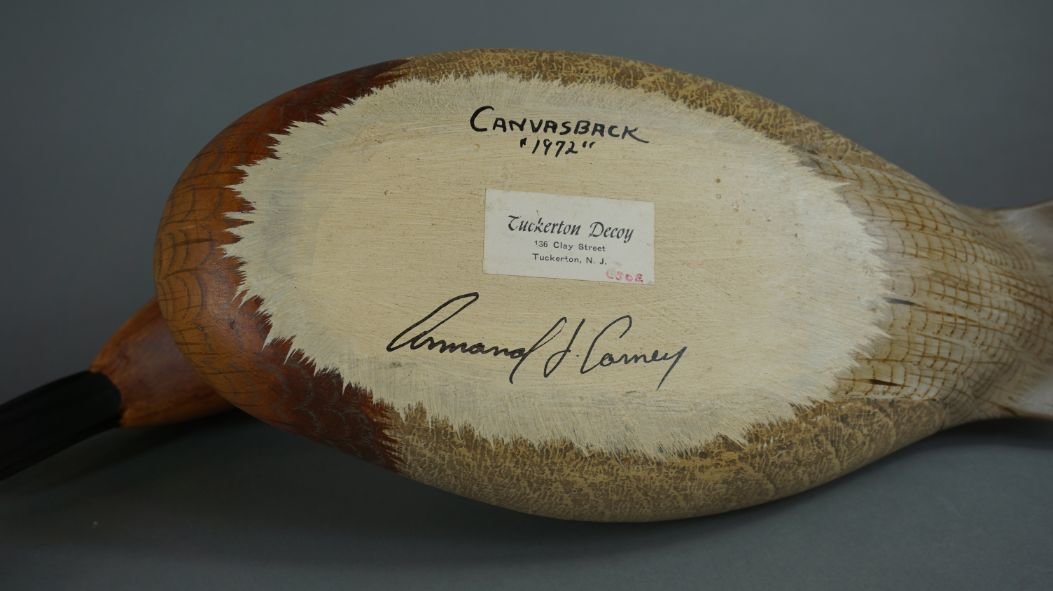 CANVASBACK
"1972"
Tuckerton Decoy
136 Clay Street
Tuckerton, N. J.
Armand J. Carney